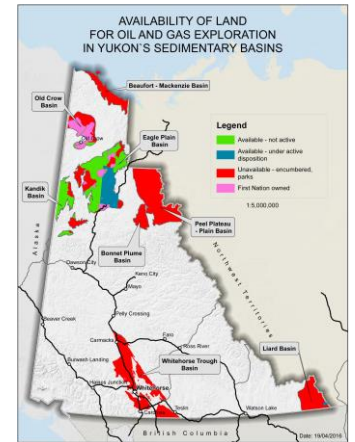 AVAILABILITY OF LAND
FOR OIL AND GAS EXPLORATION
IN YUKON`S SEDIMENTARY BASINS
Beaufort - Mackenzie Basin
Old Crow
Basin
Old Crow
Eagle Plain
Basin
Legend
Available - not active
Available - under active
disposition
Unavailable - encumbered,
parks
First Nation owned
1:5,000,000
Kandik
Basin
Peel Plateau
- Plain Basin
Bonnet Plume
Basin
Alaska
Northwest Territories
Dawson City
Keno City
Mayo
Beaver Creek
Pelly Crossing
Carmacks
Faro
Ross River
Burwash Landing
Whitehorse Trough
Basin
Liard Basin
Haines Junction
Whitehorse
Carcross
Teslin
Watson Lake
British Columbia
Date: 19/04/2016